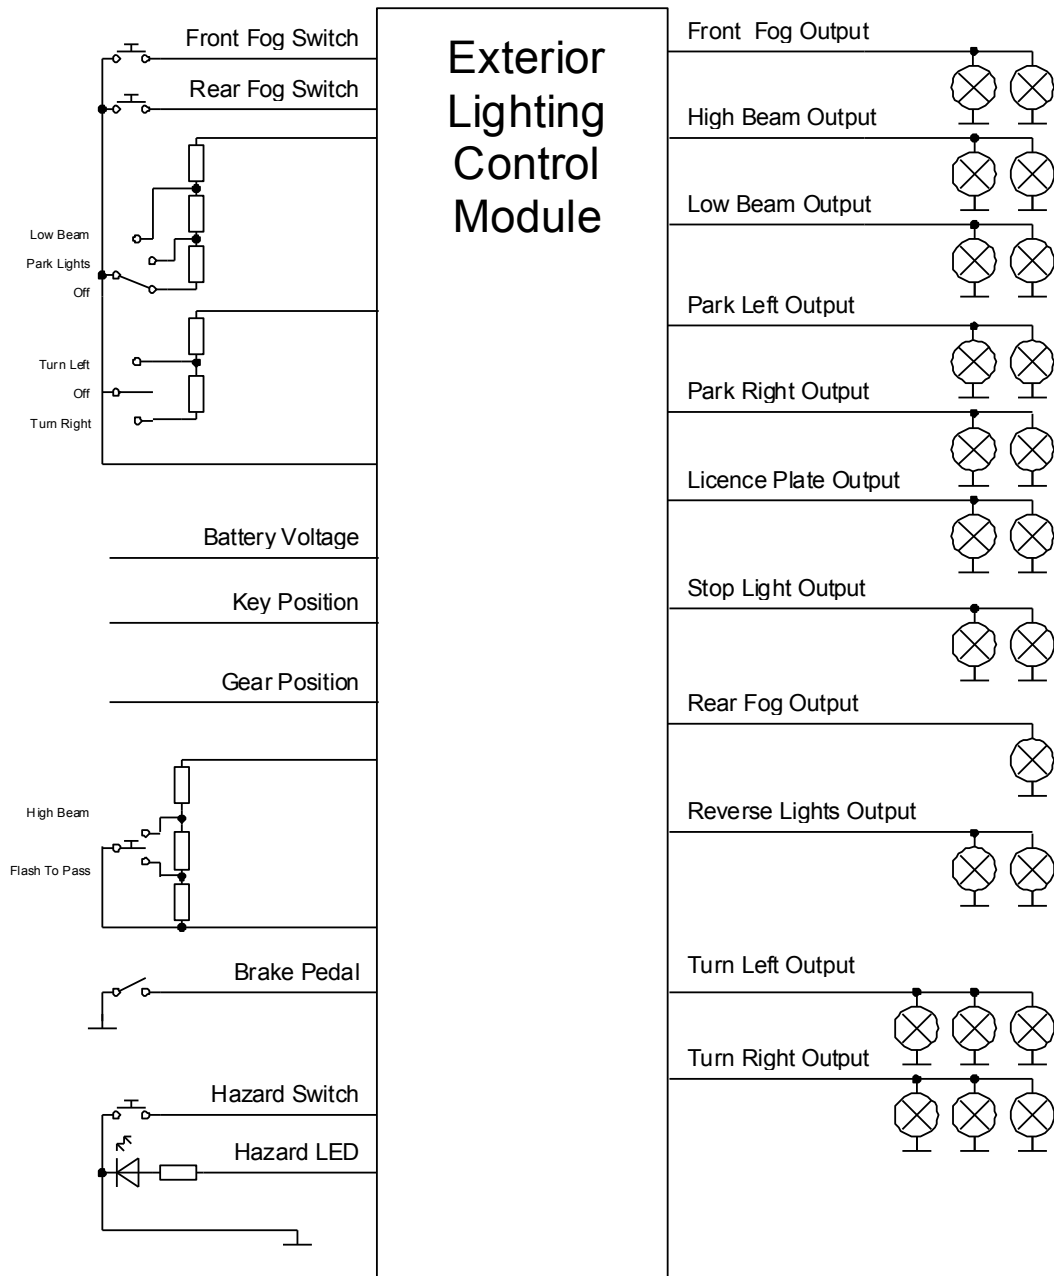 Exterior
Lighting
Control
Module
Front Fog Switch
Rear Fog Switch
Low Beam
Park Lights
Off
Turn Left
Off
Turn Right
Battery Voltage
Key Position
Gear Position
High Beam
Flash To Pass
Brake Pedal
Hazard Switch
Hazard LED
Front Fog Output
High Beam Output
Low Beam Output
Park Left Output
Park Right Output
Licence Plate Output
Stop Light Output
Rear Fog Output
Reverse Lights Output
Turn Left Output
Turn Right Output